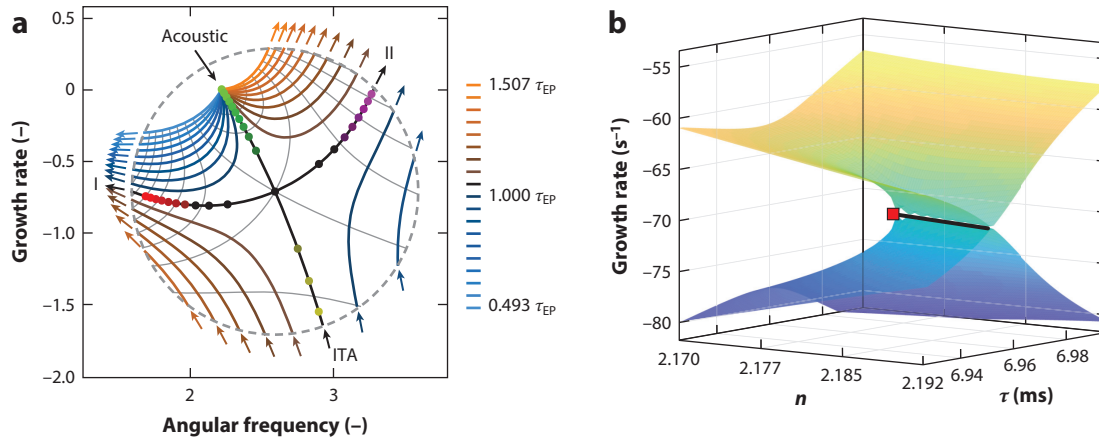 a
0.5
0
−0.5
−1.0
−1.5
−2.0
Growth rate (–)
2
3
Angular frequency (–)
Acoustic
I
II
ITA
1.507 τEP
1.000 τEP
0.493 τEP
b
−55
−60
−65
−70
−75
−80
Growth rate (s−1)
2.170
2.177
2.185
2.192
n
6.94
6.96
6.98
τ (ms)